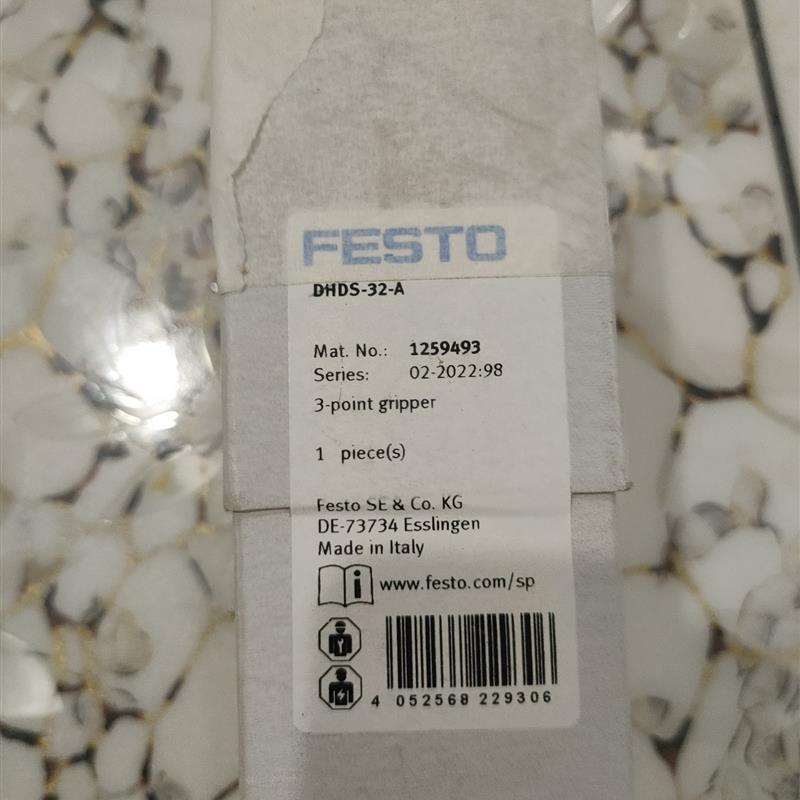 FESTO
DHDS-32-A
Mat. No.: 1259493
Series: 02-2022:98
3-point gripper
1 piece(s)
Festo SE & Co. KG
DE-73734 Esslingen
Made in Italy
i www.festo.com/sp
4 052568 229306